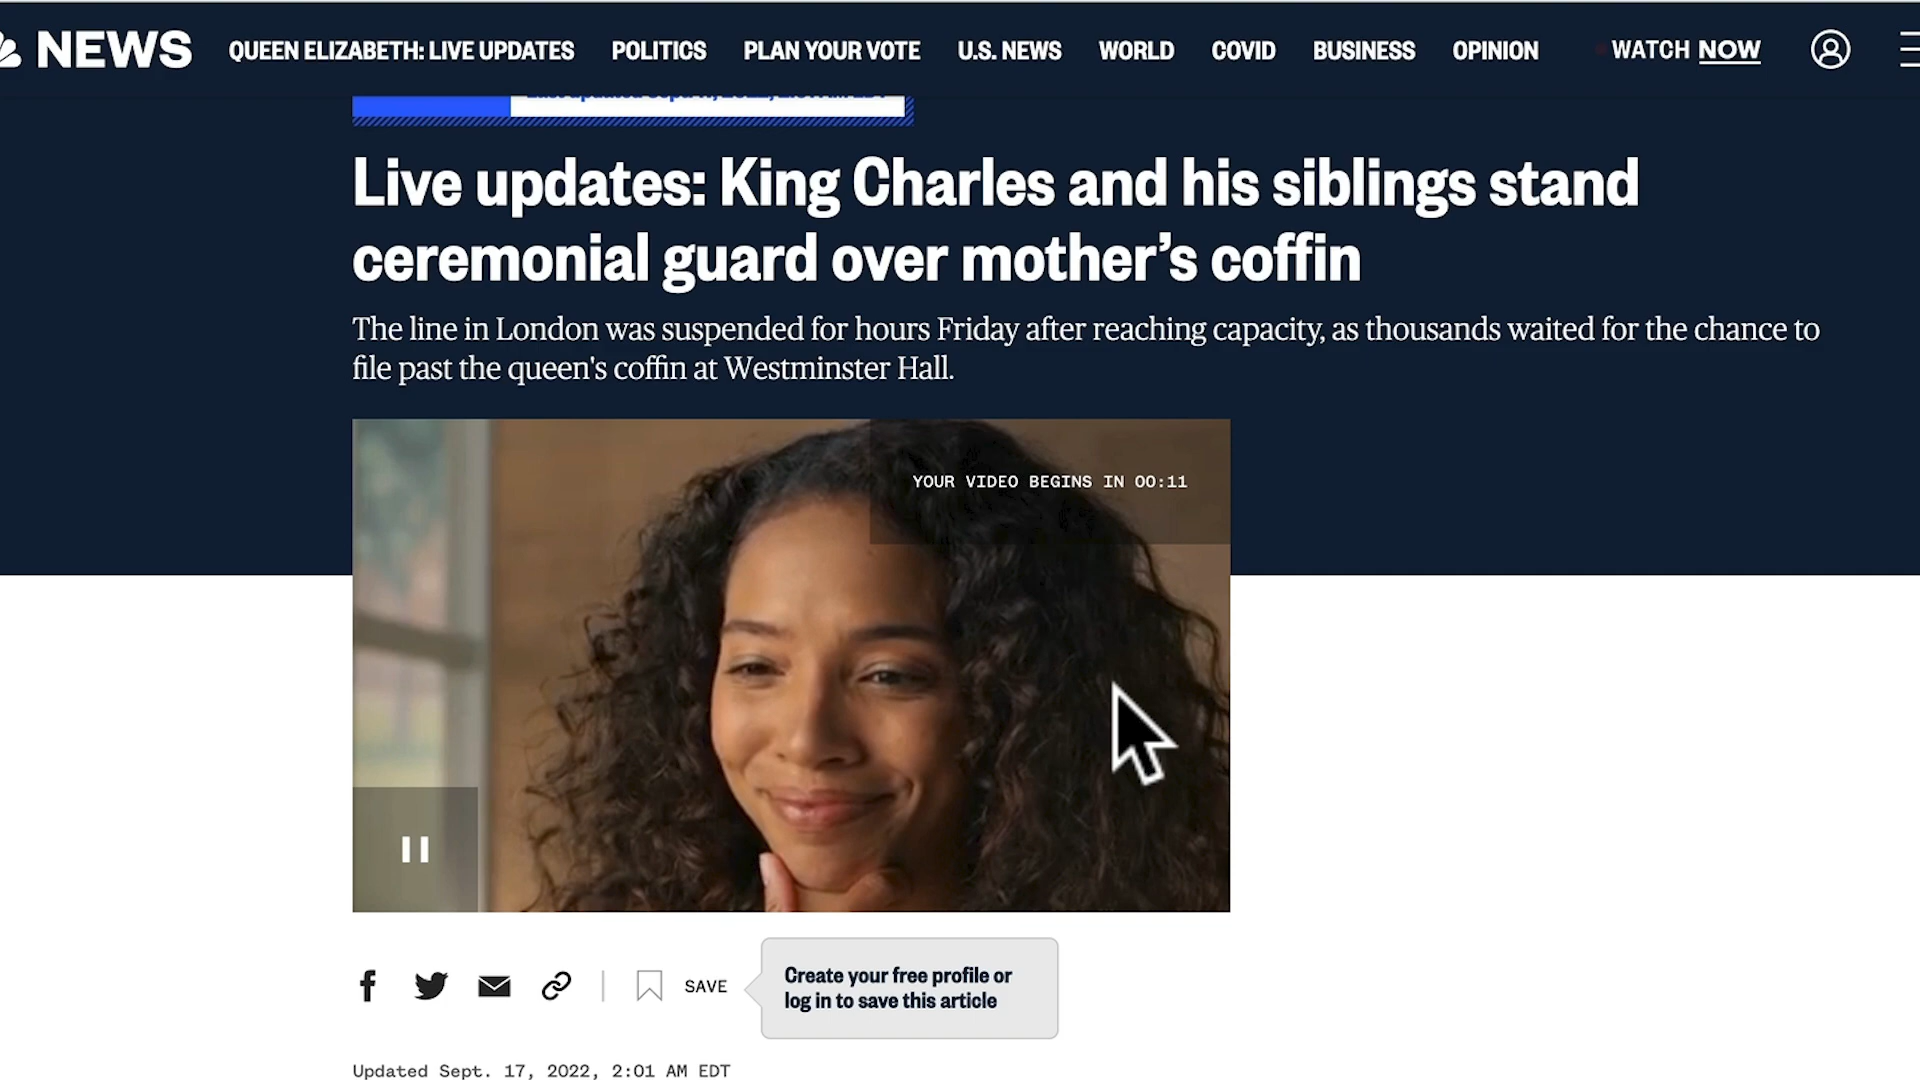 NEWS QUEEN ELIZABETH: LIVE UPDATES POLITICS PLAN YOUR VOTE U.S. NEWS WORLD COVID BUSINESS OPINION WATCH NOW
Live updates: King Charles and his siblings stand
ceremonial guard over mother’s coffin
The line in London was suspended for hours Friday after reaching capacity, as thousands waited for the chance to
file past the queen's coffin at Westminster Hall.
YOUR VIDEO BEGINS IN 00:11
SAVE
Create your free profile or
log in to save this article
Updated Sept. 17, 2022, 2:01 AM EDT